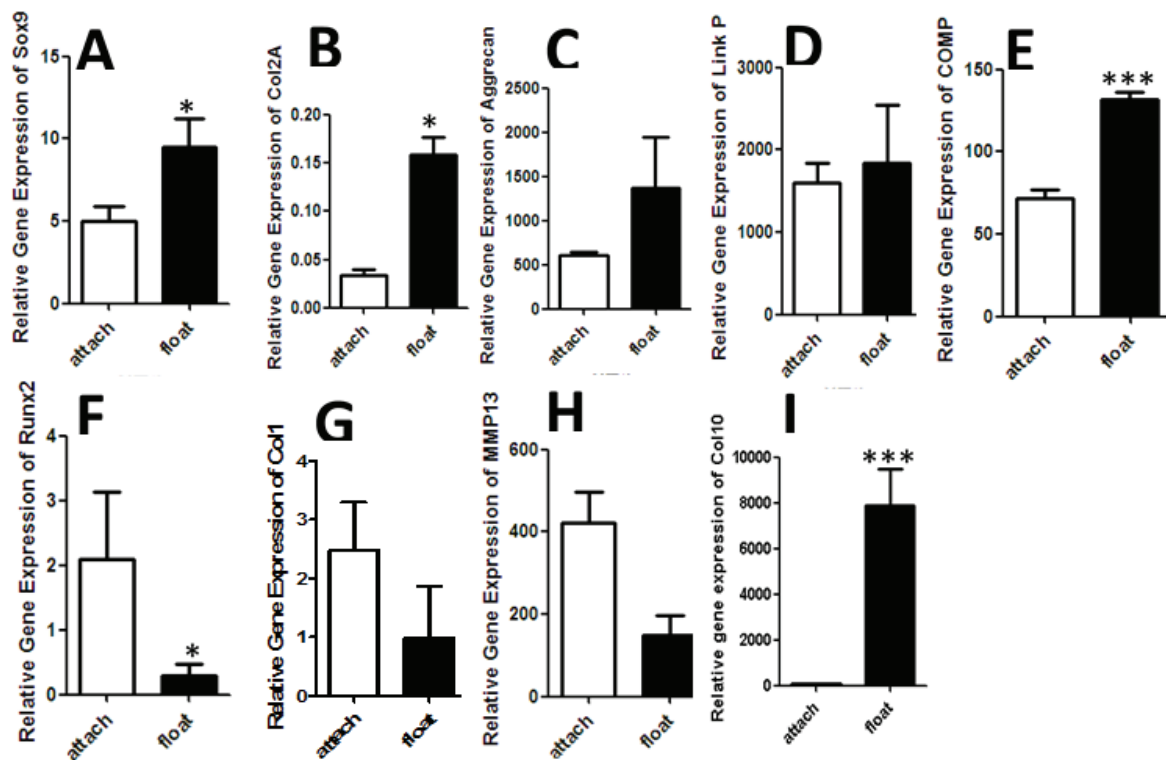 A
Relative Gene Expression of Sox9
15
10
5
0
*
attach
float
B
Relative Gene Expression of Col2A
0.20
0.15
0.10
0.05
0.00
*
attach
float
C
Relative Gene Expression of Aggrecan
2500
2000
1500
1000
500
0
attach
float
D
Relative Gene Expression of Link P
3000
2000
1000
0
attach
float
E
Relative Gene Expression of COMP
150
100
50
0
***
attach
float
F
Relative Gene Expression of Runx2
4
3
2
1
0
*
attach
float
G
Relative Gene Expression of Col1
4
3
2
1
0
attach
float
H
Relative Gene Expression of MMP13
600
400
200
0
attach
float
I
Relative gene expression of Col10
10000
8000
6000
4000
2000
0
***
attach
float